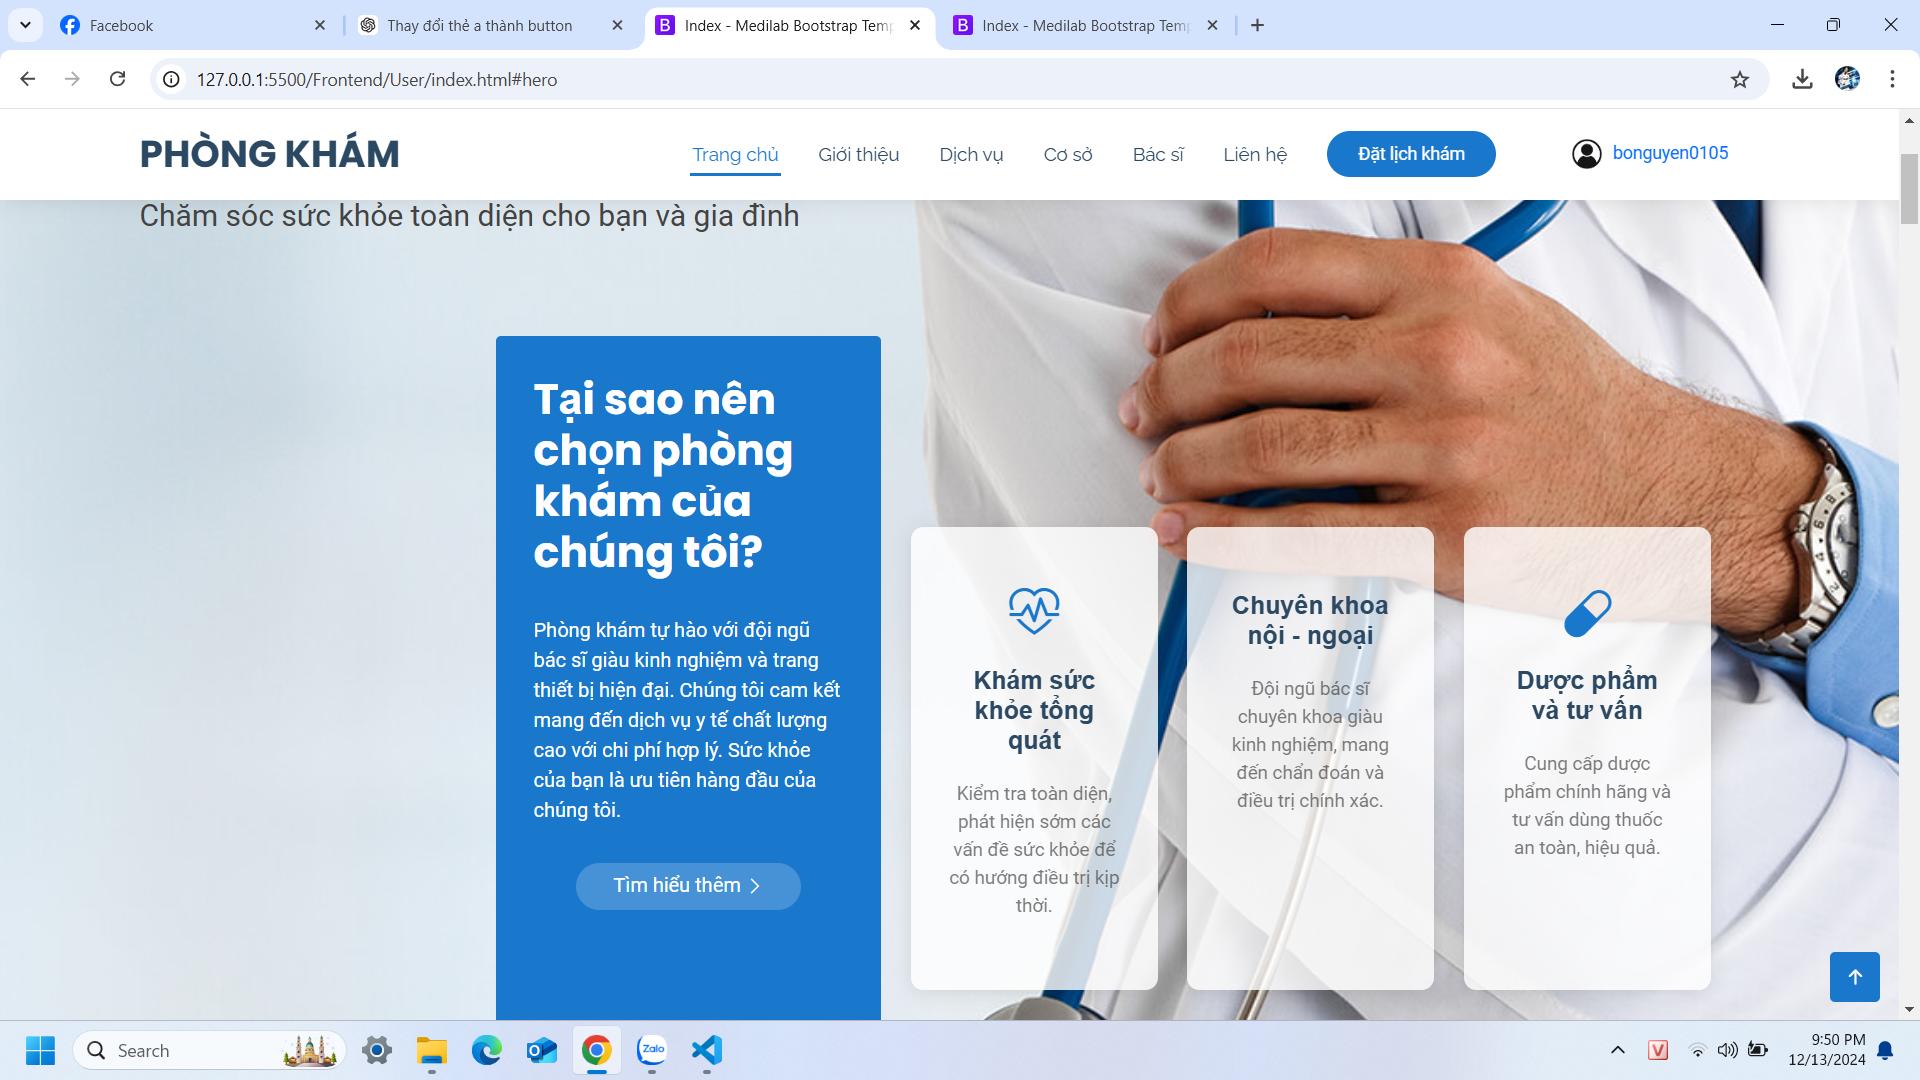 Facebook
Thay đổi thẻ a thành button
Index - Medilab Bootstrap Temp
Index - Medilab Bootstrap Temp
127.0.0.1:5500/Frontend/User/index.html#hero
PHÒNG KHÁM
Trang chủ
Giới thiệu
Dịch vụ
Cơ sở
Bác sĩ
Liên hệ
Đặt lịch khám
bonguyen0105
Chăm sóc sức khỏe toàn diện cho bạn và gia đình
Tại sao nên
chọn phòng
khám của
chúng tôi?
Phòng khám tự hào với đội ngũ
bác sĩ giàu kinh nghiệm và trang
thiết bị hiện đại. Chúng tôi cam kết
mang đến dịch vụ y tế chất lượng
cao với chi phí hợp lý. Sức khỏe
của bạn là ưu tiên hàng đầu của
chúng tôi.
Tìm hiểu thêm
Khám sức
khỏe tổng
quát
Kiểm tra toàn diện,
phát hiện sớm các
vấn đề sức khỏe để
có hướng điều trị kịp
thời.
Chuyên khoa
nội - ngoại
Đội ngũ bác sĩ
chuyên khoa giàu
kinh nghiệm, mang
đến chẩn đoán và
điều trị chính xác.
Dược phẩm
và tư vấn
Cung cấp dược
phẩm chính hãng và
tư vấn dùng thuốc
an toàn, hiệu quả.
Search
Zalo
V
9:50 PM
12/13/2024